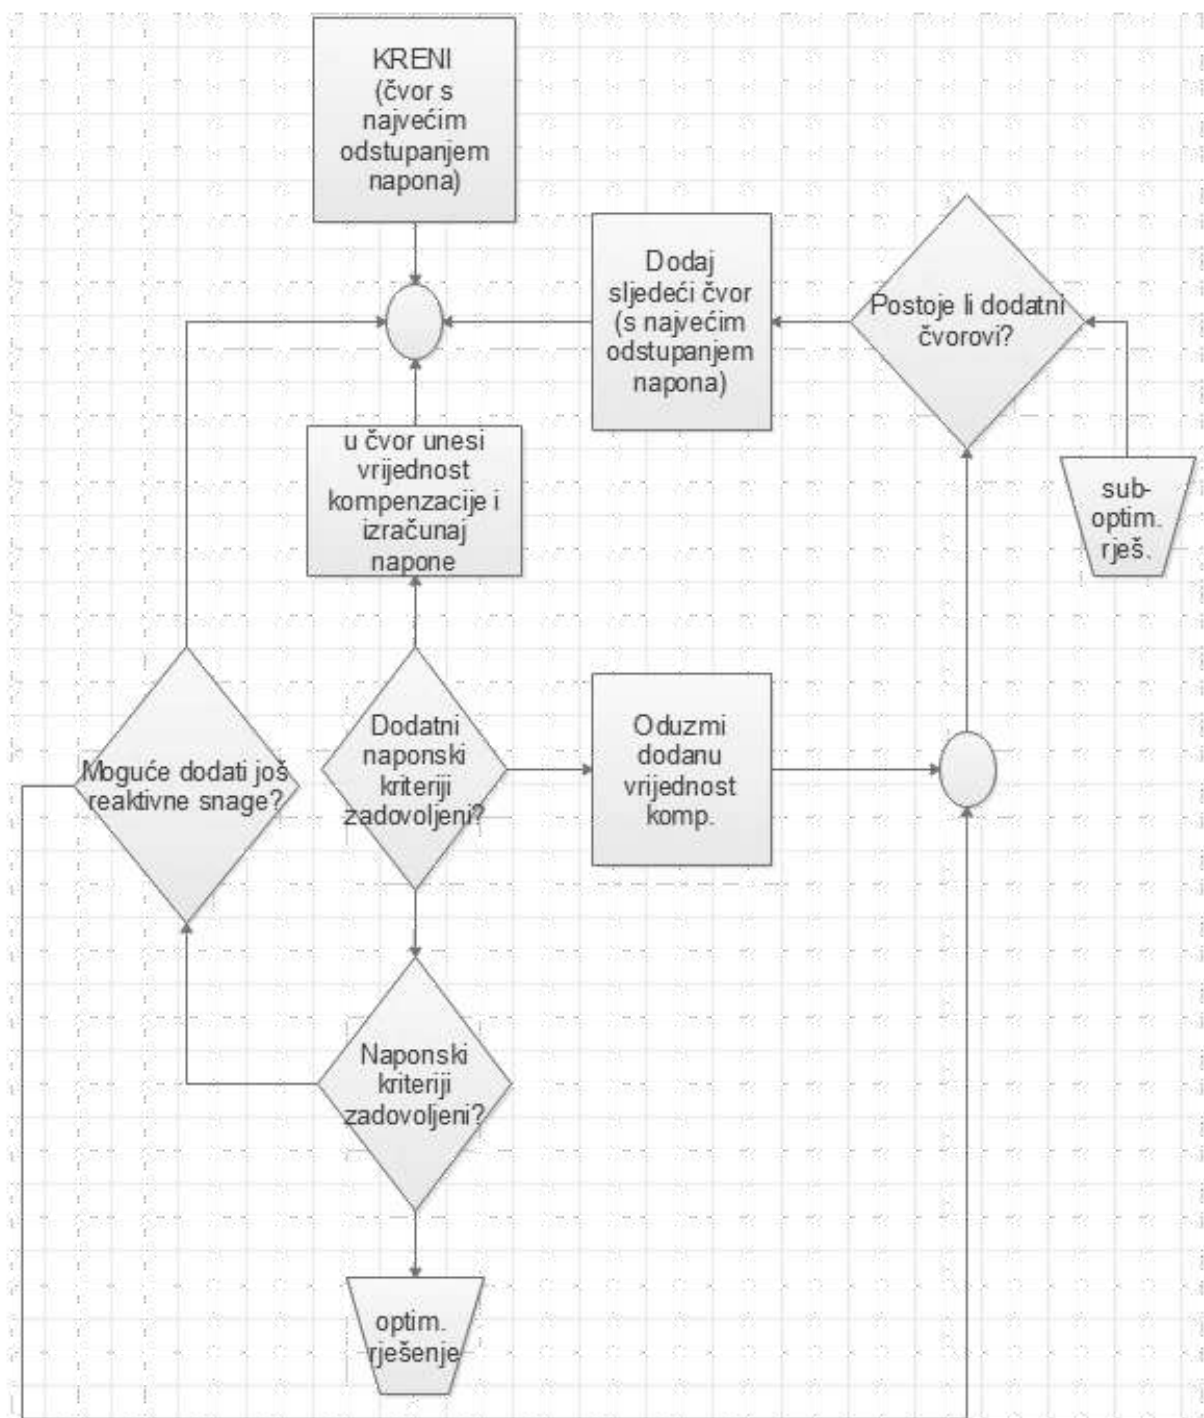 KRENI
(čvor s
najvećim
odstupanjem
napona)
Dodaj
sljedeći čvor
(s najvećim
odstupanjem
napona)
Postoje li dodatni
čvorovi?
u čvor unesi
vrijednost
kompenzacije i
izračunaj
napone
sub-
optim.
rješ.
Moguće dodati još
reaktivne snage?
Dodatni
naponski
kriteriji
zadovoljeni?
Oduzmi
dodanu
vrijednost
komp.
Naponski
kriteriji
zadovoljeni?
optim.
rješenje